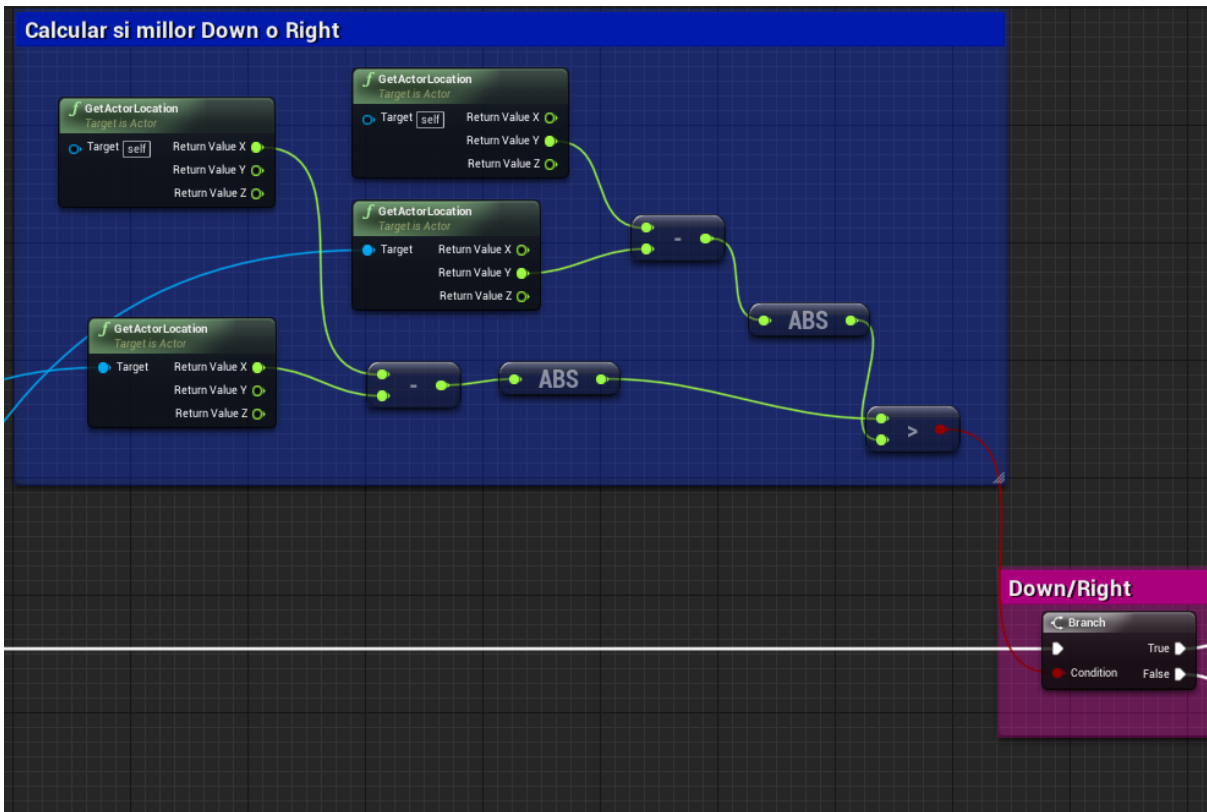 Calcular si millor Down o Right
GetActorLocation
Target is Actor
Target self Return Value X
Return Value Y
Return Value Z
GetActorLocation
Target is Actor
Target self Return Value X
Return Value Y
Return Value Z
GetActorLocation
Target is Actor
Target Return Value X
Return Value Y
Return Value Z
-
ABS
GetActorLocation
Target is Actor
Target Return Value X
Return Value Y
Return Value Z
-
ABS
>
Down/Right
Branch
True
Condition False